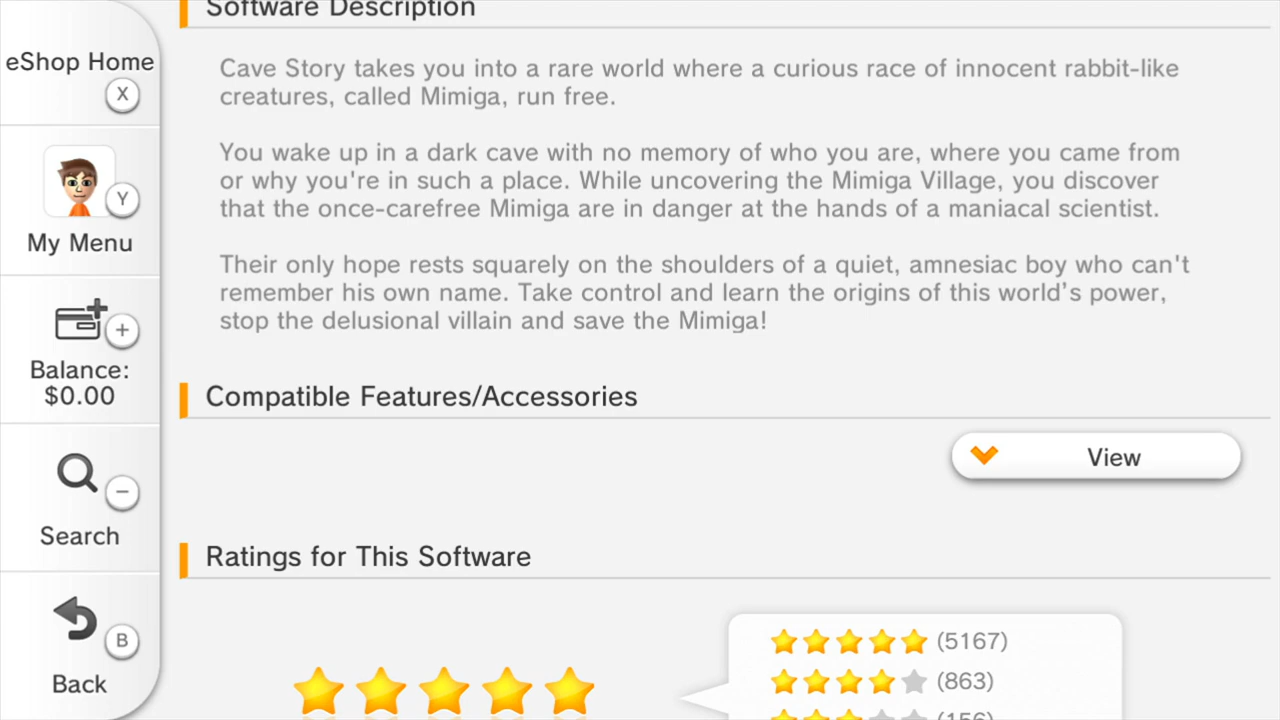 Software Description
eShop Home
X
Cave Story takes you into a rare world where a curious race of innocent rabbit-like
creatures, called Mimiga, run free.
You wake up in a dark cave with no memory of who you are, where you came from
or why you're in such a place. While uncovering the Mimiga Village, you discover
that the once-carefree Mimiga are in danger at the hands of a maniacal scientist.
Y
My Menu
Their only hope rests squarely on the shoulders of a quiet, amnesiac boy who can't
remember his own name. Take control and learn the origins of this world’s power,
stop the delusional villain and save the Mimiga!
+
Balance:
$0.00
Compatible Features/Accessories
View
−
Search
Ratings for This Software
B
Back
(5167)
(863)
(156)